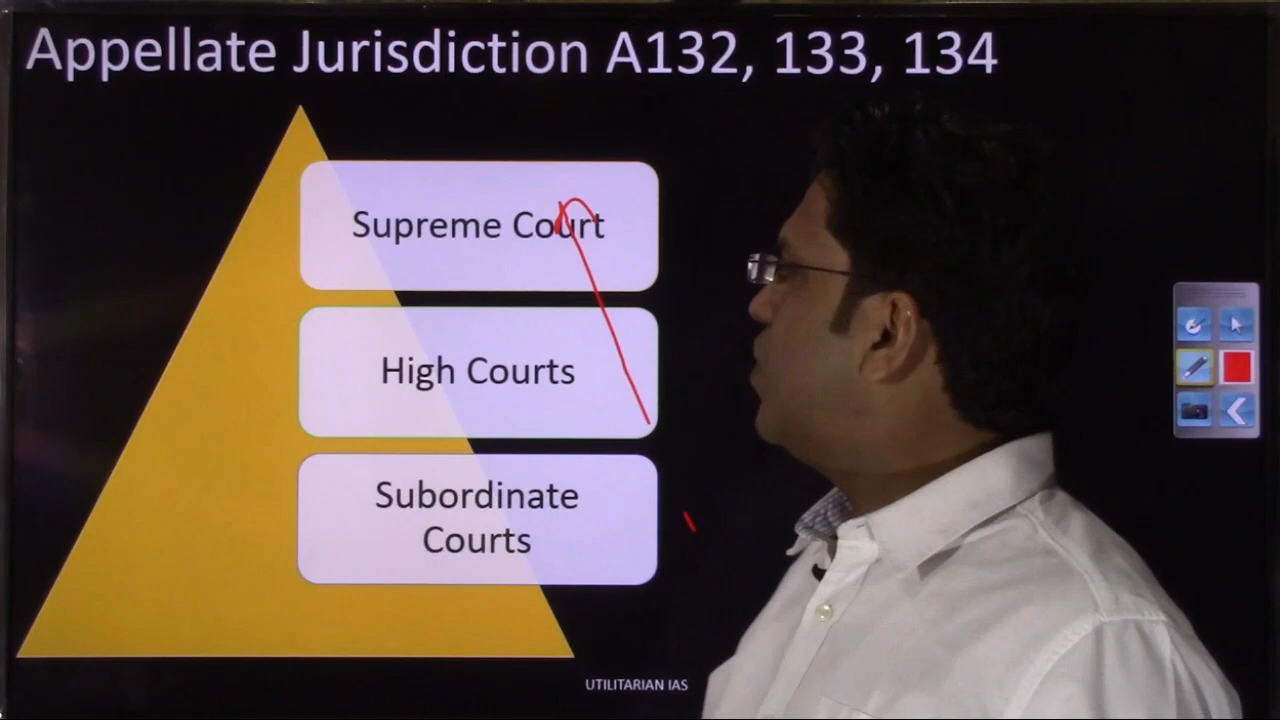 Appellate Jurisdiction A132, 133, 134
Supreme Court
High Courts
Subordinate
Courts
UTILITARIAN IAS